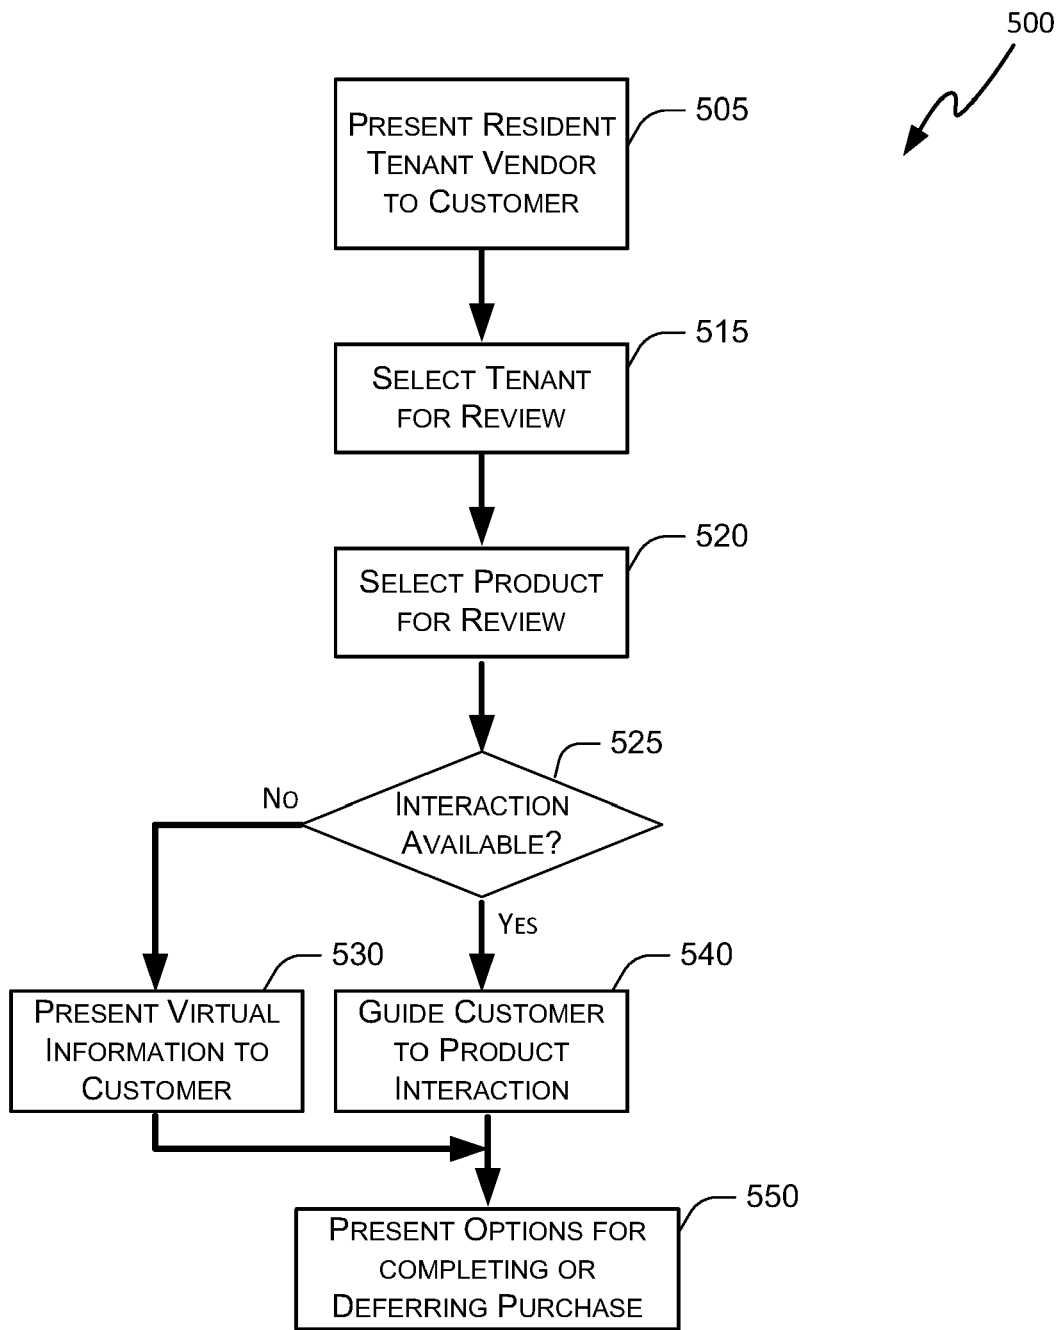 500
PRESENT RESIDENT
TENANT VENDOR
TO CUSTOMER
505
SELECT TENANT
FOR REVIEW
515
SELECT PRODUCT
FOR REVIEW
520
INTERACTION
AVAILABLE?
525
NO
YES
PRESENT VIRTUAL
INFORMATION TO
CUSTOMER
530
GUIDE CUSTOMER
TO PRODUCT
INTERACTION
540
PRESENT OPTIONS FOR
COMPLETING OR
DEFERRING PURCHASE
550